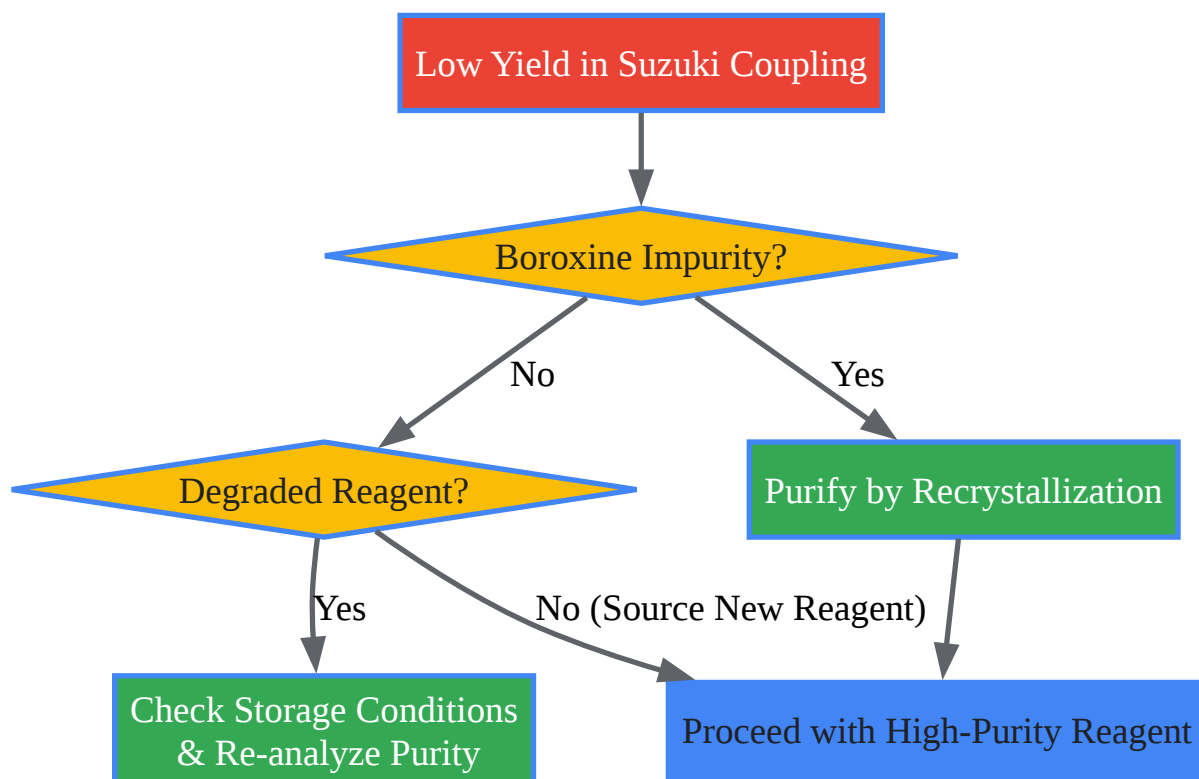 Low Yield in Suzuki Coupling
Boroxine Impurity?
No
Yes
Degraded Reagent?
Purify by Recrystallization
Yes
No (Source New Reagent)
Check Storage Conditions
& Re-analyze Purity
Proceed with High-Purity Reagent